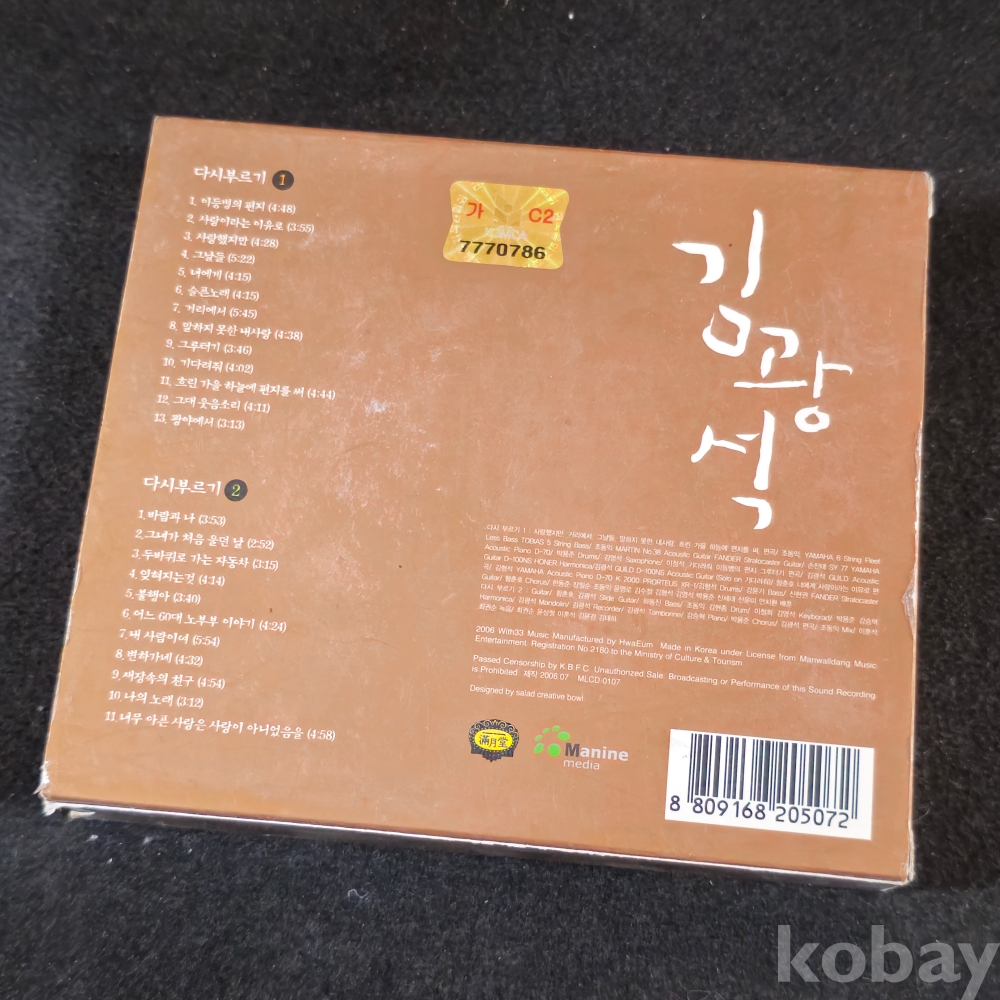 다시부르기 1
1. 이등병의 편지 (4:48)
2. 사랑이라는 이유로 (3:55)
3. 사랑했지만 (4:28)
4. 그날들 (5:22)
5. 너에게 (4:15)
6. 슬픈노래 (4:15)
7. 거리에서 (5:45)
8. 말하지 못한 내사랑 (4:38)
9. 그루터기 (3:46)
10. 기다려줘 (4:02)
11. 흐린 가을 하늘에 편지를 써 (4:44)
12. 그대 웃음소리 (4:11)
13. 광야에서 (3:13)
다시부르기 2
1. 바람과 나 (3:53)
2. 그녀가 처음 울던 날 (2:52)
3. 두바퀴로 가는 자동차 (3:15)
4. 잊혀지는것 (4:14)
5. 불행아 (3:40)
6. 어느 60대 노부부 이야기 (4:24)
7. 내 사람이여 (5:54)
8. 변해가네 (4:32)
9. 새장속의 친구 (4:54)
10. 나의 노래 (3:12)
11. 너무 아픈 사랑은 사랑이 아니었음을 (4:58)
가 C2
KOMCA
7770786
김광석
2006 With33 Music Manufactured by HwaEum Made in Korea under License from Manwalldang Music
Entertainment. Registration No 2180 to the Ministry of Culture & Tourism
Passed Censorship by K.B.F.C. Unauthorized Sale. Broadcasting or Performance of this Sound Recording
is Prohibited. 제작 2006.07 MLCD-0107
Designed by salad creative bowl
滿月堂
Manine
media
8 809168 205072
kobay